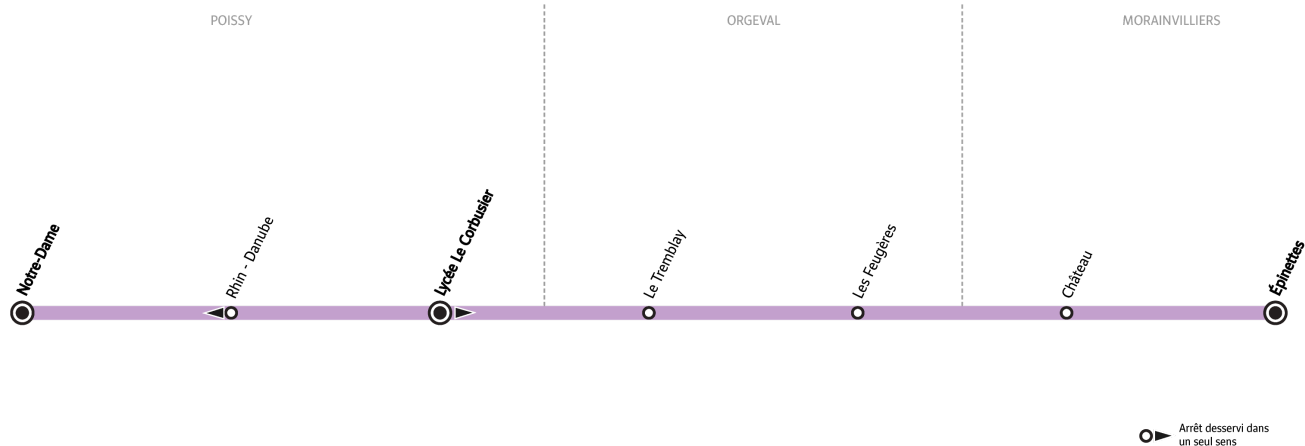 POISSY
ORGEVAL
MORAINVILLIERS
Notre-Dame
Rhin - Danube
Lycée Le Corbusier
Le Tremblay
Les Feugères
Château
Épinettes
Arrêt desservi dans
un seul sens